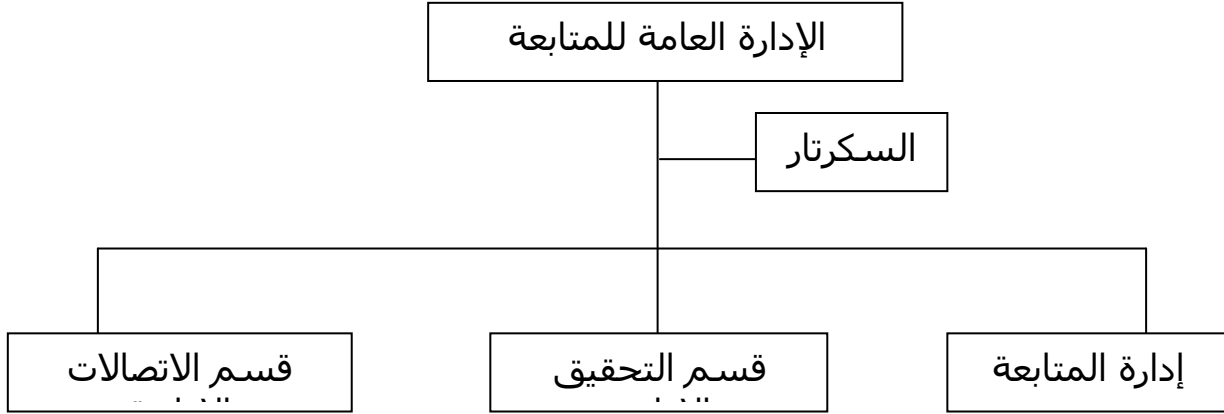 الإدارة العامة للمتابعة
السكرتار
إدارة المتابعة
قسم التحقيق
قسم الاتصالات